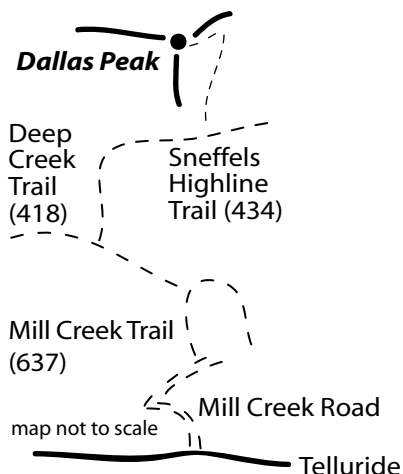 Dallas Peak
Deep
Creek
Trail
(418)
Sneffels
Highline
Trail (434)
Mill Creek Trail
(637)
Mill Creek Road
map not to scale
Telluride